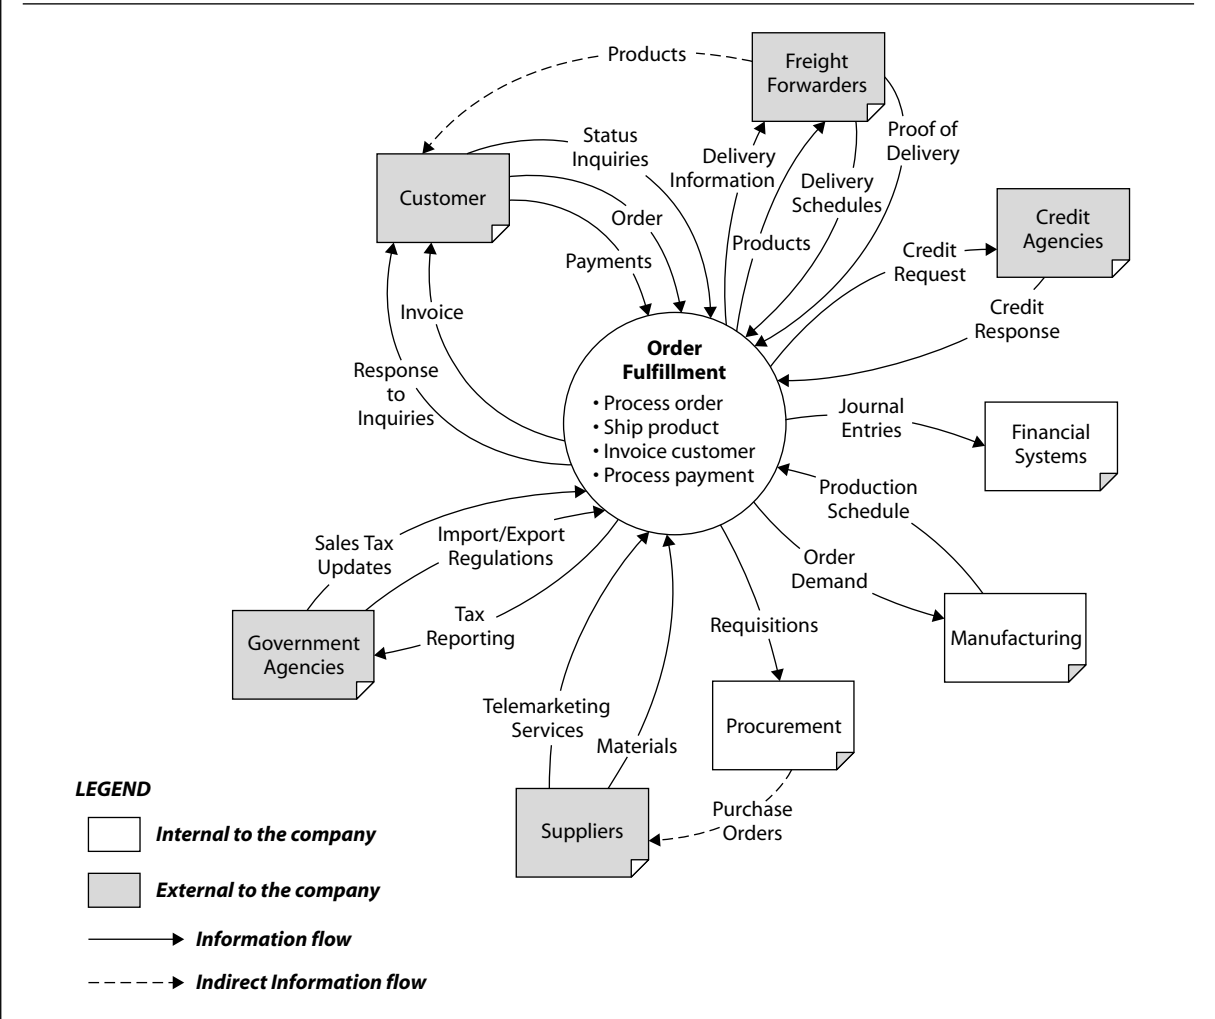 Products
Freight
Forwarders
Status
Inquiries
Proof of
Delivery
Delivery
Information
Customer
Delivery
Schedules
Order
Products
Credit
Agencies
Payments
Credit
Request
Invoice
Credit
Response
Order
Fulfillment
• Process order
• Ship product
• Invoice customer
• Process payment
Response
to
Inquiries
Journal
Entries
Financial
Systems
Production
Schedule
Sales Tax
Updates
Import/Export
Regulations
Order
Demand
Tax
Reporting
Requisitions
Manufacturing
Government
Agencies
Telemarketing
Services
Materials
Procurement
Purchase
Orders
Suppliers
LEGEND
Internal to the company
External to the company
Information flow
Indirect Information flow